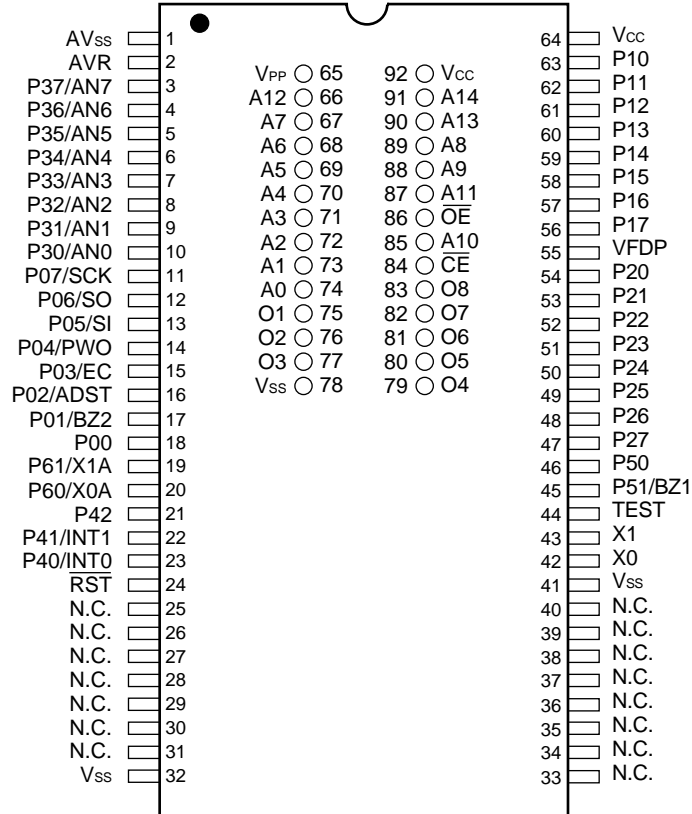 AVss 1 64 Vcc
AVR 2 63 P10
P37/AN7 3 VPP 65 92 Vcc 62 P11
P36/AN6 4 A12 66 91 A14 61 P12
P35/AN5 5 A7 67 90 A13 60 P13
P34/AN4 6 A6 68 89 A8 59 P14
P33/AN3 7 A5 69 88 A9 58 P15
P32/AN2 8 A4 70 87 A11 57 P16
P31/AN1 9 A3 71 86 OE 56 P17
P30/AN0 10 A2 72 85 A10 55 VFDP
P07/SCK 11 A1 73 84 CE 54 P20
P06/SO 12 A0 74 83 O8 53 P21
P05/SI 13 O1 75 82 O7 52 P22
P04/PWO 14 O2 76 81 O6 51 P23
P03/EC 15 O3 77 80 O5 50 P24
P02/ADST 16 Vss 78 79 O4 49 P25
P01/BZ2 17 48 P26
P00 18 47 P27
P61/X1A 19 46 P50
P60/X0A 20 45 P51/BZ1
P42 21 44 TEST
P41/INT1 22 43 X1
P40/INT0 23 42 X0
RST 24 41 Vss
N.C. 25 40 N.C.
N.C. 26 39 N.C.
N.C. 27 38 N.C.
N.C. 28 37 N.C.
N.C. 29 36 N.C.
N.C. 30 35 N.C.
N.C. 31 34 N.C.
Vss 32 33 N.C.